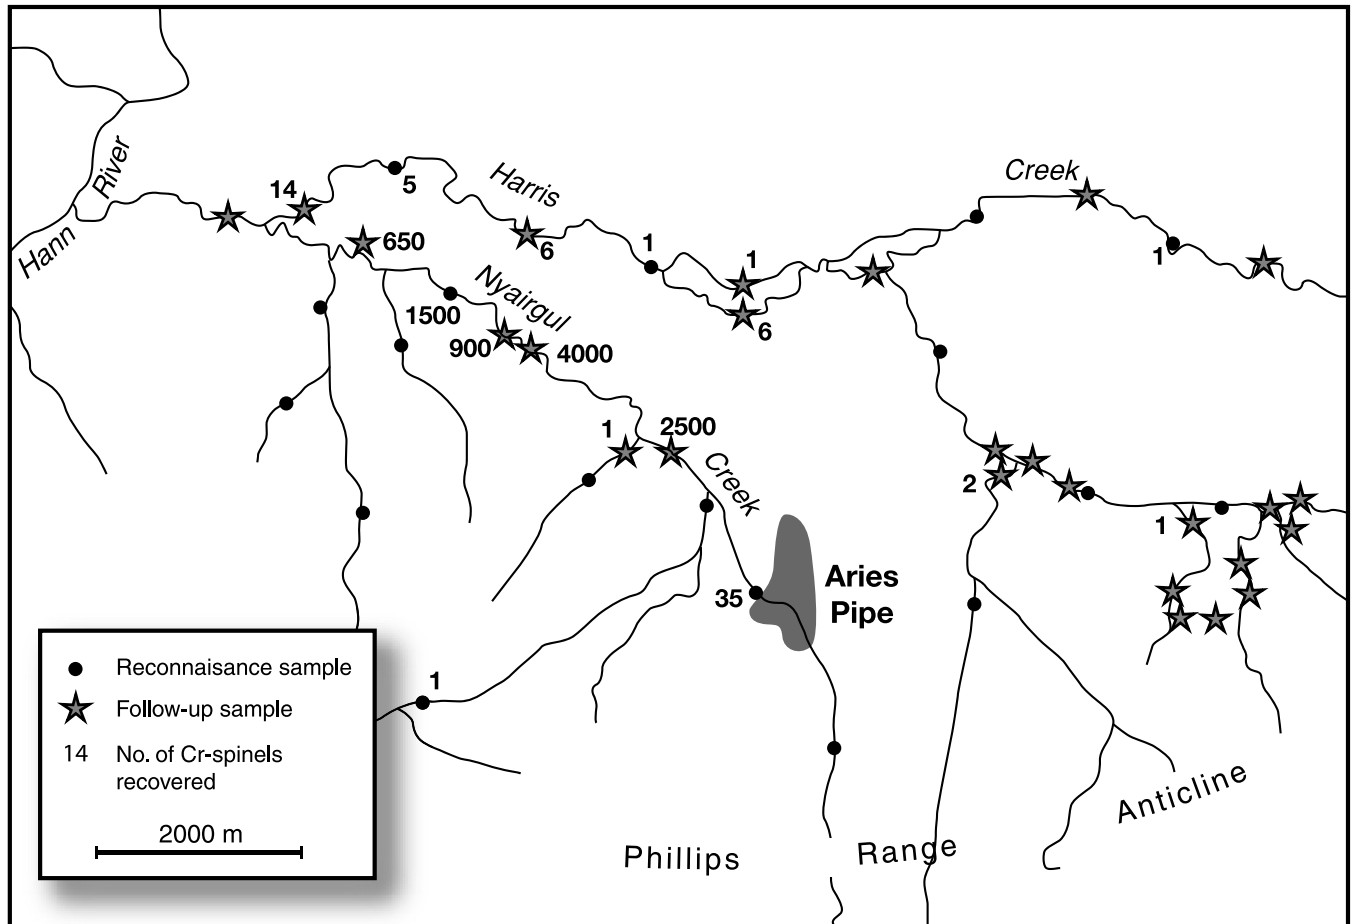 Hann
River
14
5
Harris
6
650
Nyairgul
1500
900
4000
1
1
6
Creek
1
1
2500
Creek
2
1
35
Aries
Pipe
1
Reconnaisance sample
Follow-up sample
14 No. of Cr-spinels
recovered
2000 m
Phillips
Range
Anticline